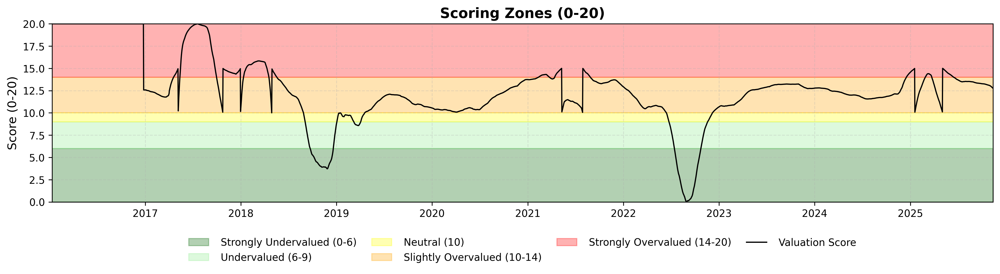 Scoring Zones (0-20)
Score (0-20)
20.0
17.5
15.0
12.5
10.0
7.5
5.0
2.5
0.0
2017 2018 2019 2020 2021 2022 2023 2024 2025
Strongly Undervalued (0-6) Neutral (10) Strongly Overvalued (14-20) Valuation Score
Undervalued (6-9) Slightly Overvalued (10-14)